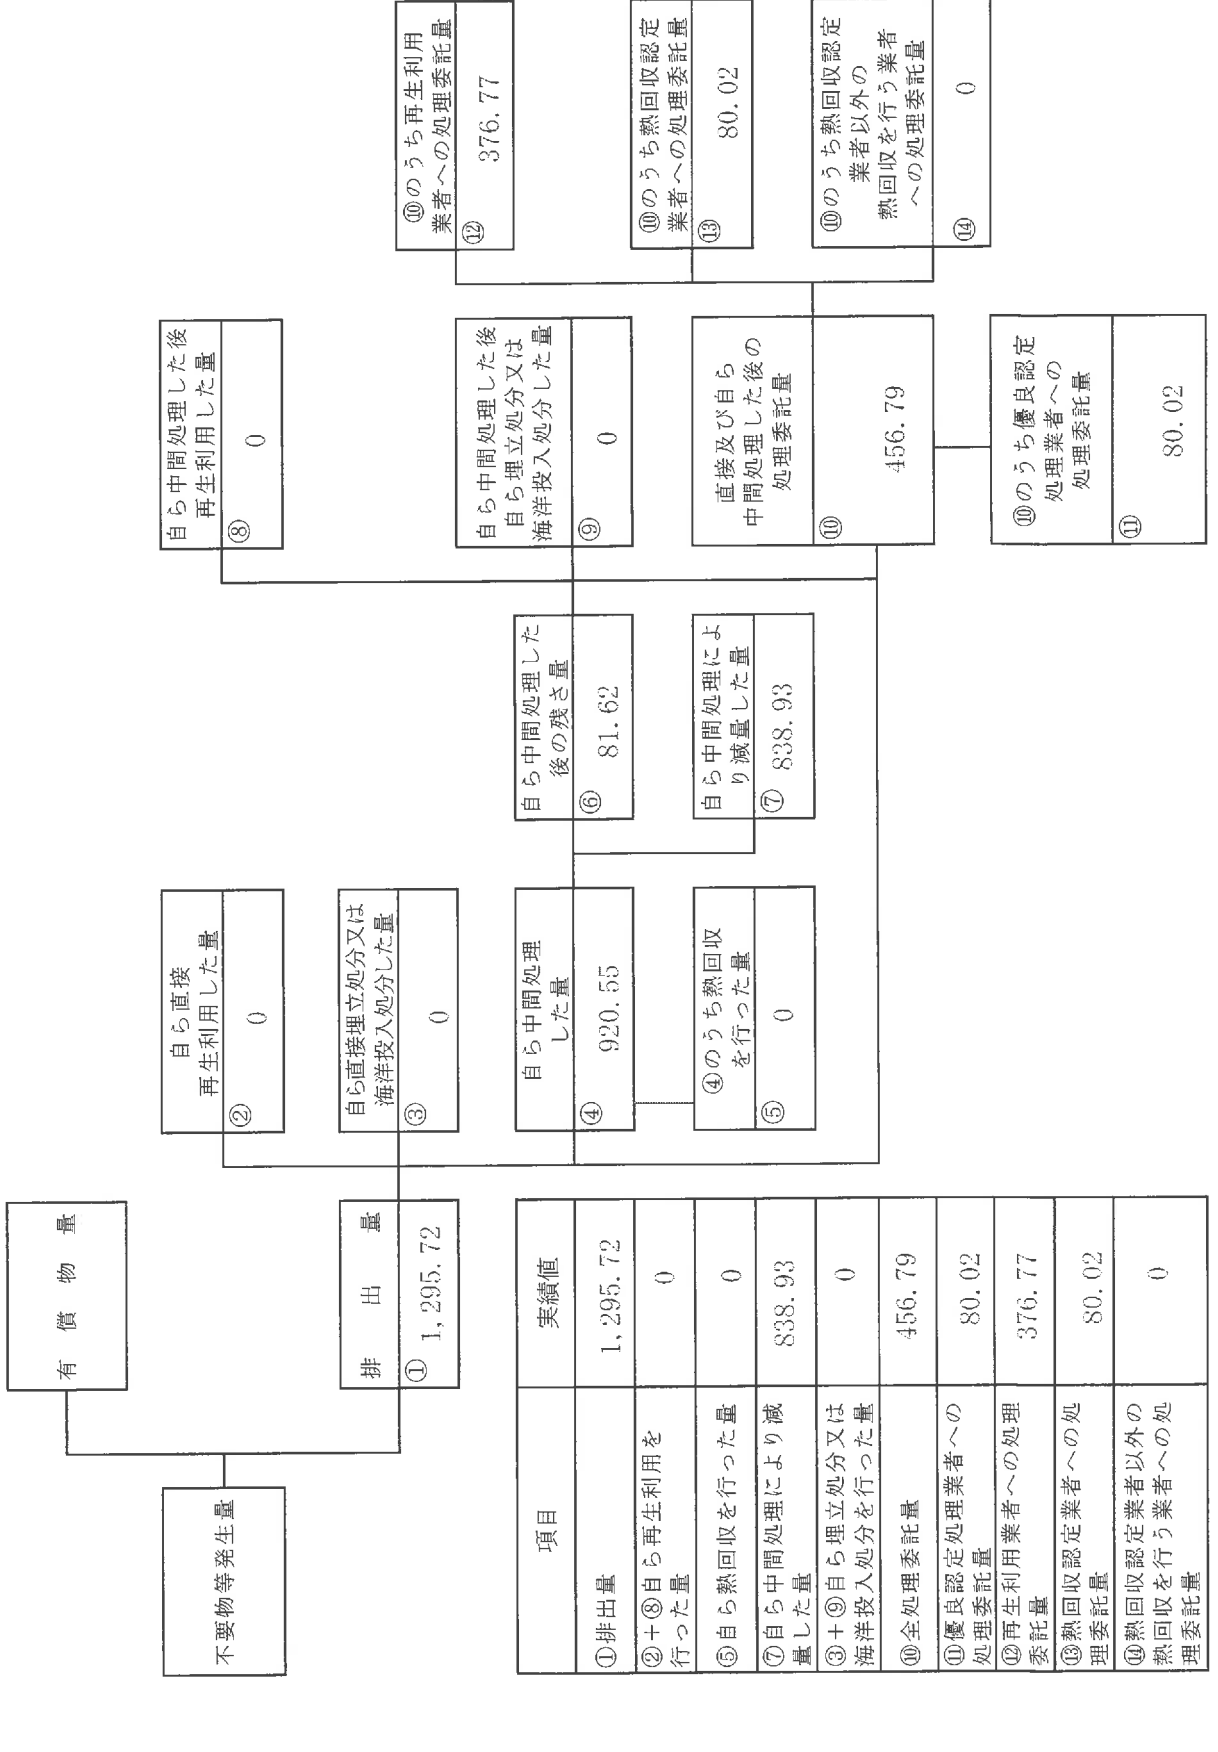 有償物量
不要物等発生量
排出量
① 1,295.72
自ら直接
再生利用した量
② 0
自ら直接埋立処分又は
海洋投入処分した量
③ 0
自ら中間処理
した量
④ 920.55
④のうち熱回収
を行った量
⑤ 0
自ら中間処理した
後の残さ量
⑥ 81.62
自ら中間処理によ
り減量した量
⑦ 838.93
自ら中間処理した後
再生利用した量
⑧ 0
自ら中間処理した後
自ら埋立処分又は
海洋投入処分した量
⑨ 0
直接及び自ら
中間処理した後の
処理委託量
⑩ 456.79
⑩のうち優良認定
処理業者への
処理委託量
⑪ 80.02
⑩のうち再生利用
業者への処理委託量
⑫ 376.77
⑩のうち熱回収認定
業者への処理委託量
⑬ 80.02
⑩のうち熱回収認定
業者以外の
熱回収を行う業者
への処理委託量
⑭ 0
項目 実績値
①排出量 1,295.72
②+⑧自ら再生利用を
行った量 0
⑤自ら熱回収を行った量 0
⑦自ら中間処理により減
量した量 838.93
③+⑨自ら埋立処分又は
海洋投入処分を行った量 0
⑩全処理委託量 456.79
⑪優良認定処理業者への
処理委託量 80.02
⑫再生利用業者への処理
委託量 376.77
⑬熱回収認定業者への処
理委託量 80.02
⑭熱回収認定業者以外の
熱回収を行う業者への処
理委託量 0